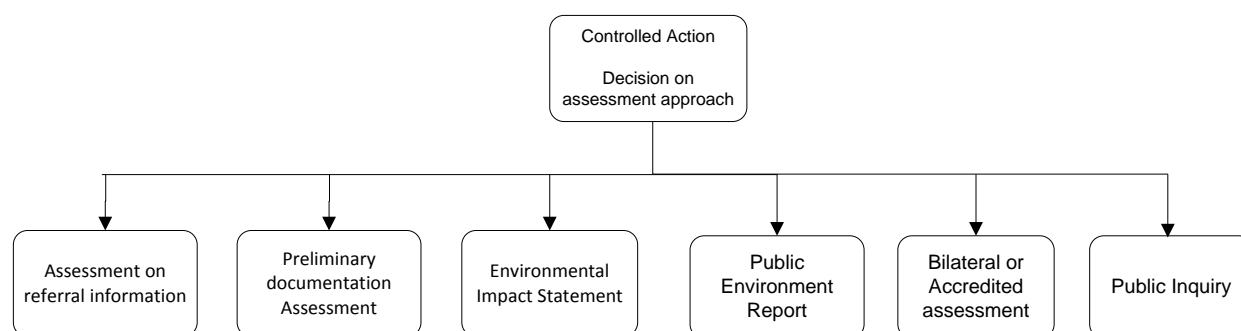 Controlled Action
Decision on
assessment approach
Assessment on
referral information
Preliminary
documentation
Assessment
Environmental
Impact Statement
Public
Environment
Report
Bilateral or
Accredited
assessment
Public Inquiry